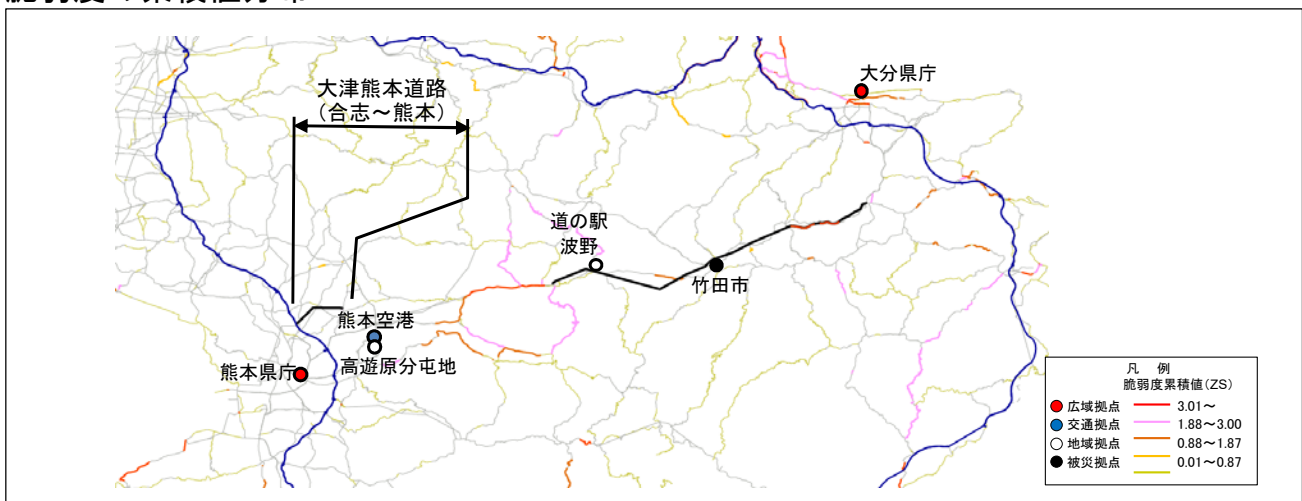 大津熊本道路
(合志~熊本)
大分県庁
道の駅
波野
竹田市
熊本空港
高遊原分屯地
熊本県庁
凡 例
脆弱度累積値(ZS)
広域拠点 3.01~
交通拠点 1.88~3.00
地域拠点 0.88~1.87
被災拠点 0.01~0.87